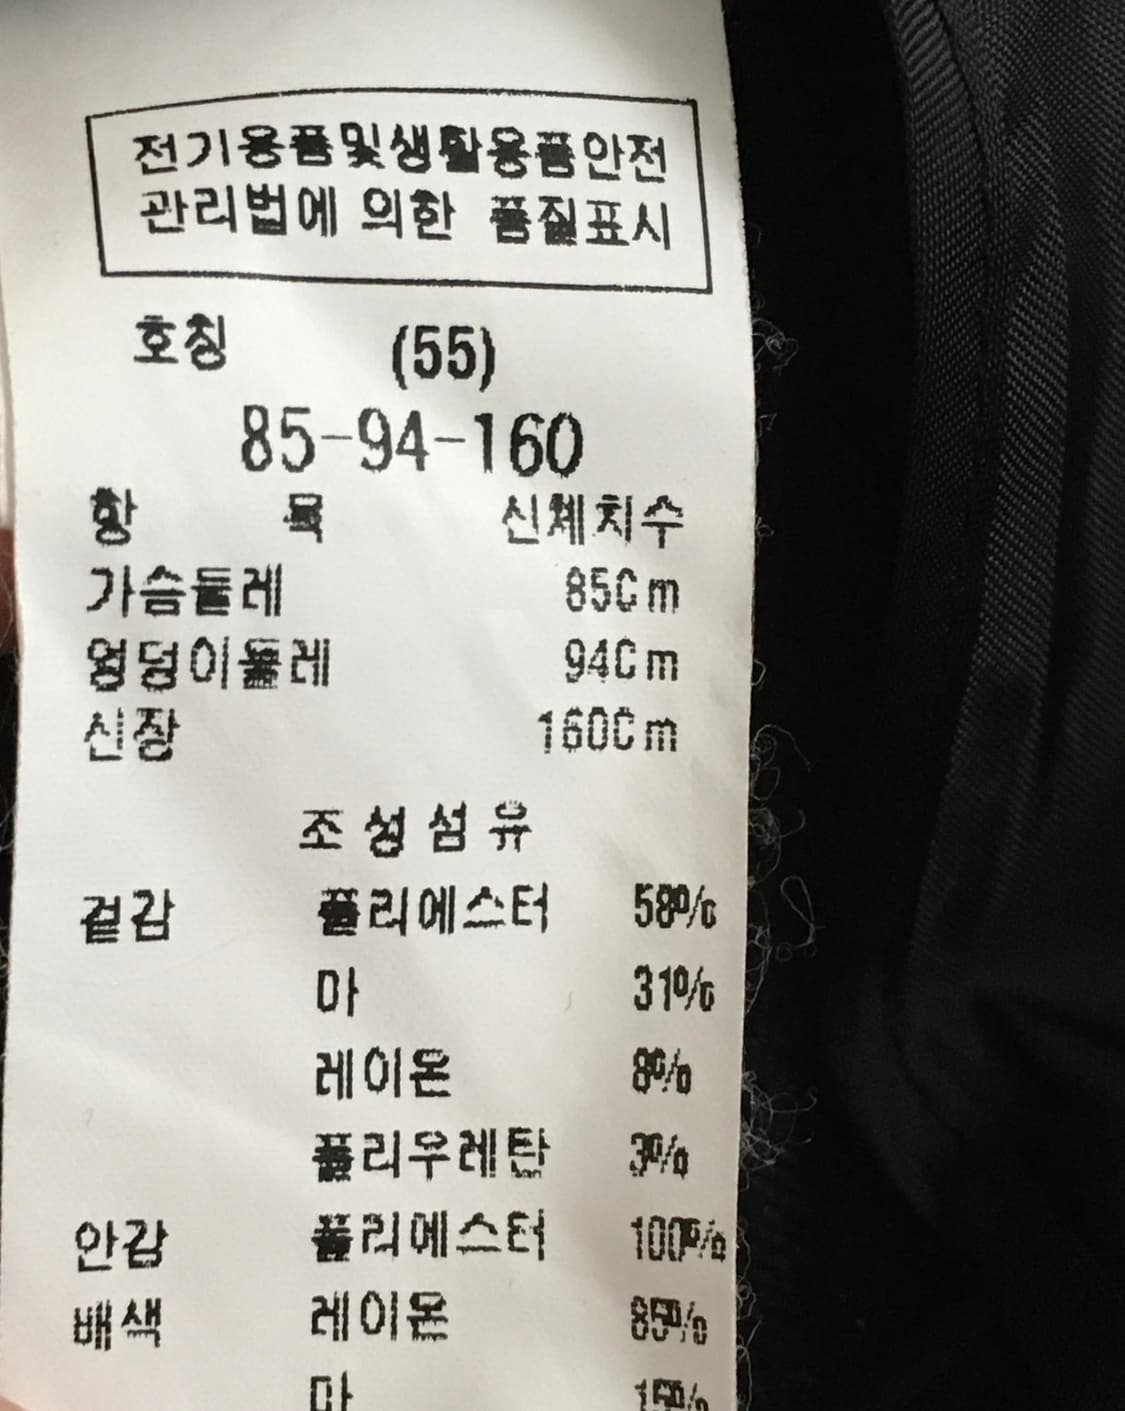 전기용품및생활용품안전
관리법에 의한 품질표시
호칭 (55)
85-94-160
항 목 신체치수
가슴둘레 85Cm
엉덩이둘레 94Cm
신장 160Cm
조성섬유
겉감 폴리에스터 58%
마 31%
레이온 8%
폴리우레탄 3%
안감 폴리에스터 100%
배색 레이온 85%
마 15%